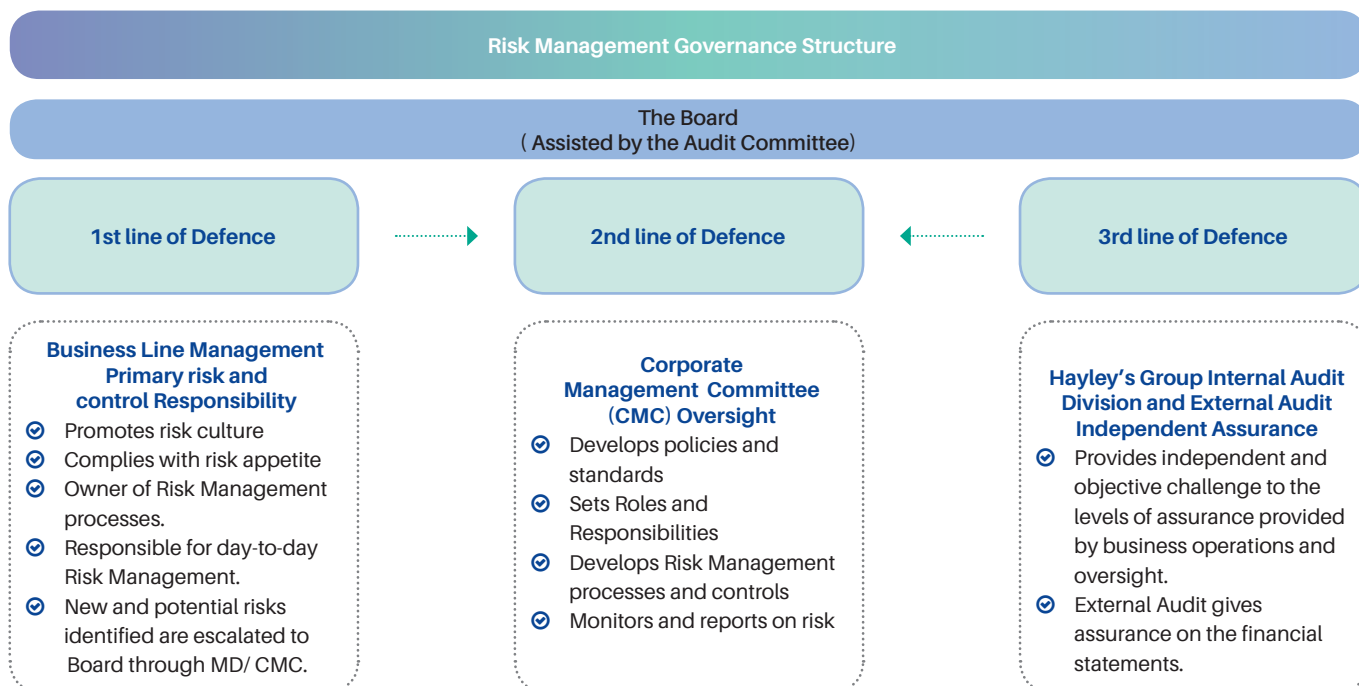 Risk Management Governance Structure
The Board
( Assisted by the Audit Committee)
1st line of Defence
2nd line of Defence
3rd line of Defence
Business Line Management
Primary risk and
control Responsibility
Promotes risk culture
Complies with risk appetite
Owner of Risk Management
processes.
Responsible for day-to-day
Risk Management.
New and potential risks
identified are escalated to
Board through MD/ CMC.
Corporate
Management Committee
(CMC) Oversight
Develops policies and
standards
Sets Roles and
Responsibilities
Develops Risk Management
processes and controls
Monitors and reports on risk
Hayley's Group Internal Audit
Division and External Audit
Independent Assurance
Provides independent and
objective challenge to the
levels of assurance provided
by business operations and
oversight.
External Audit gives
assurance on the financial
statements.